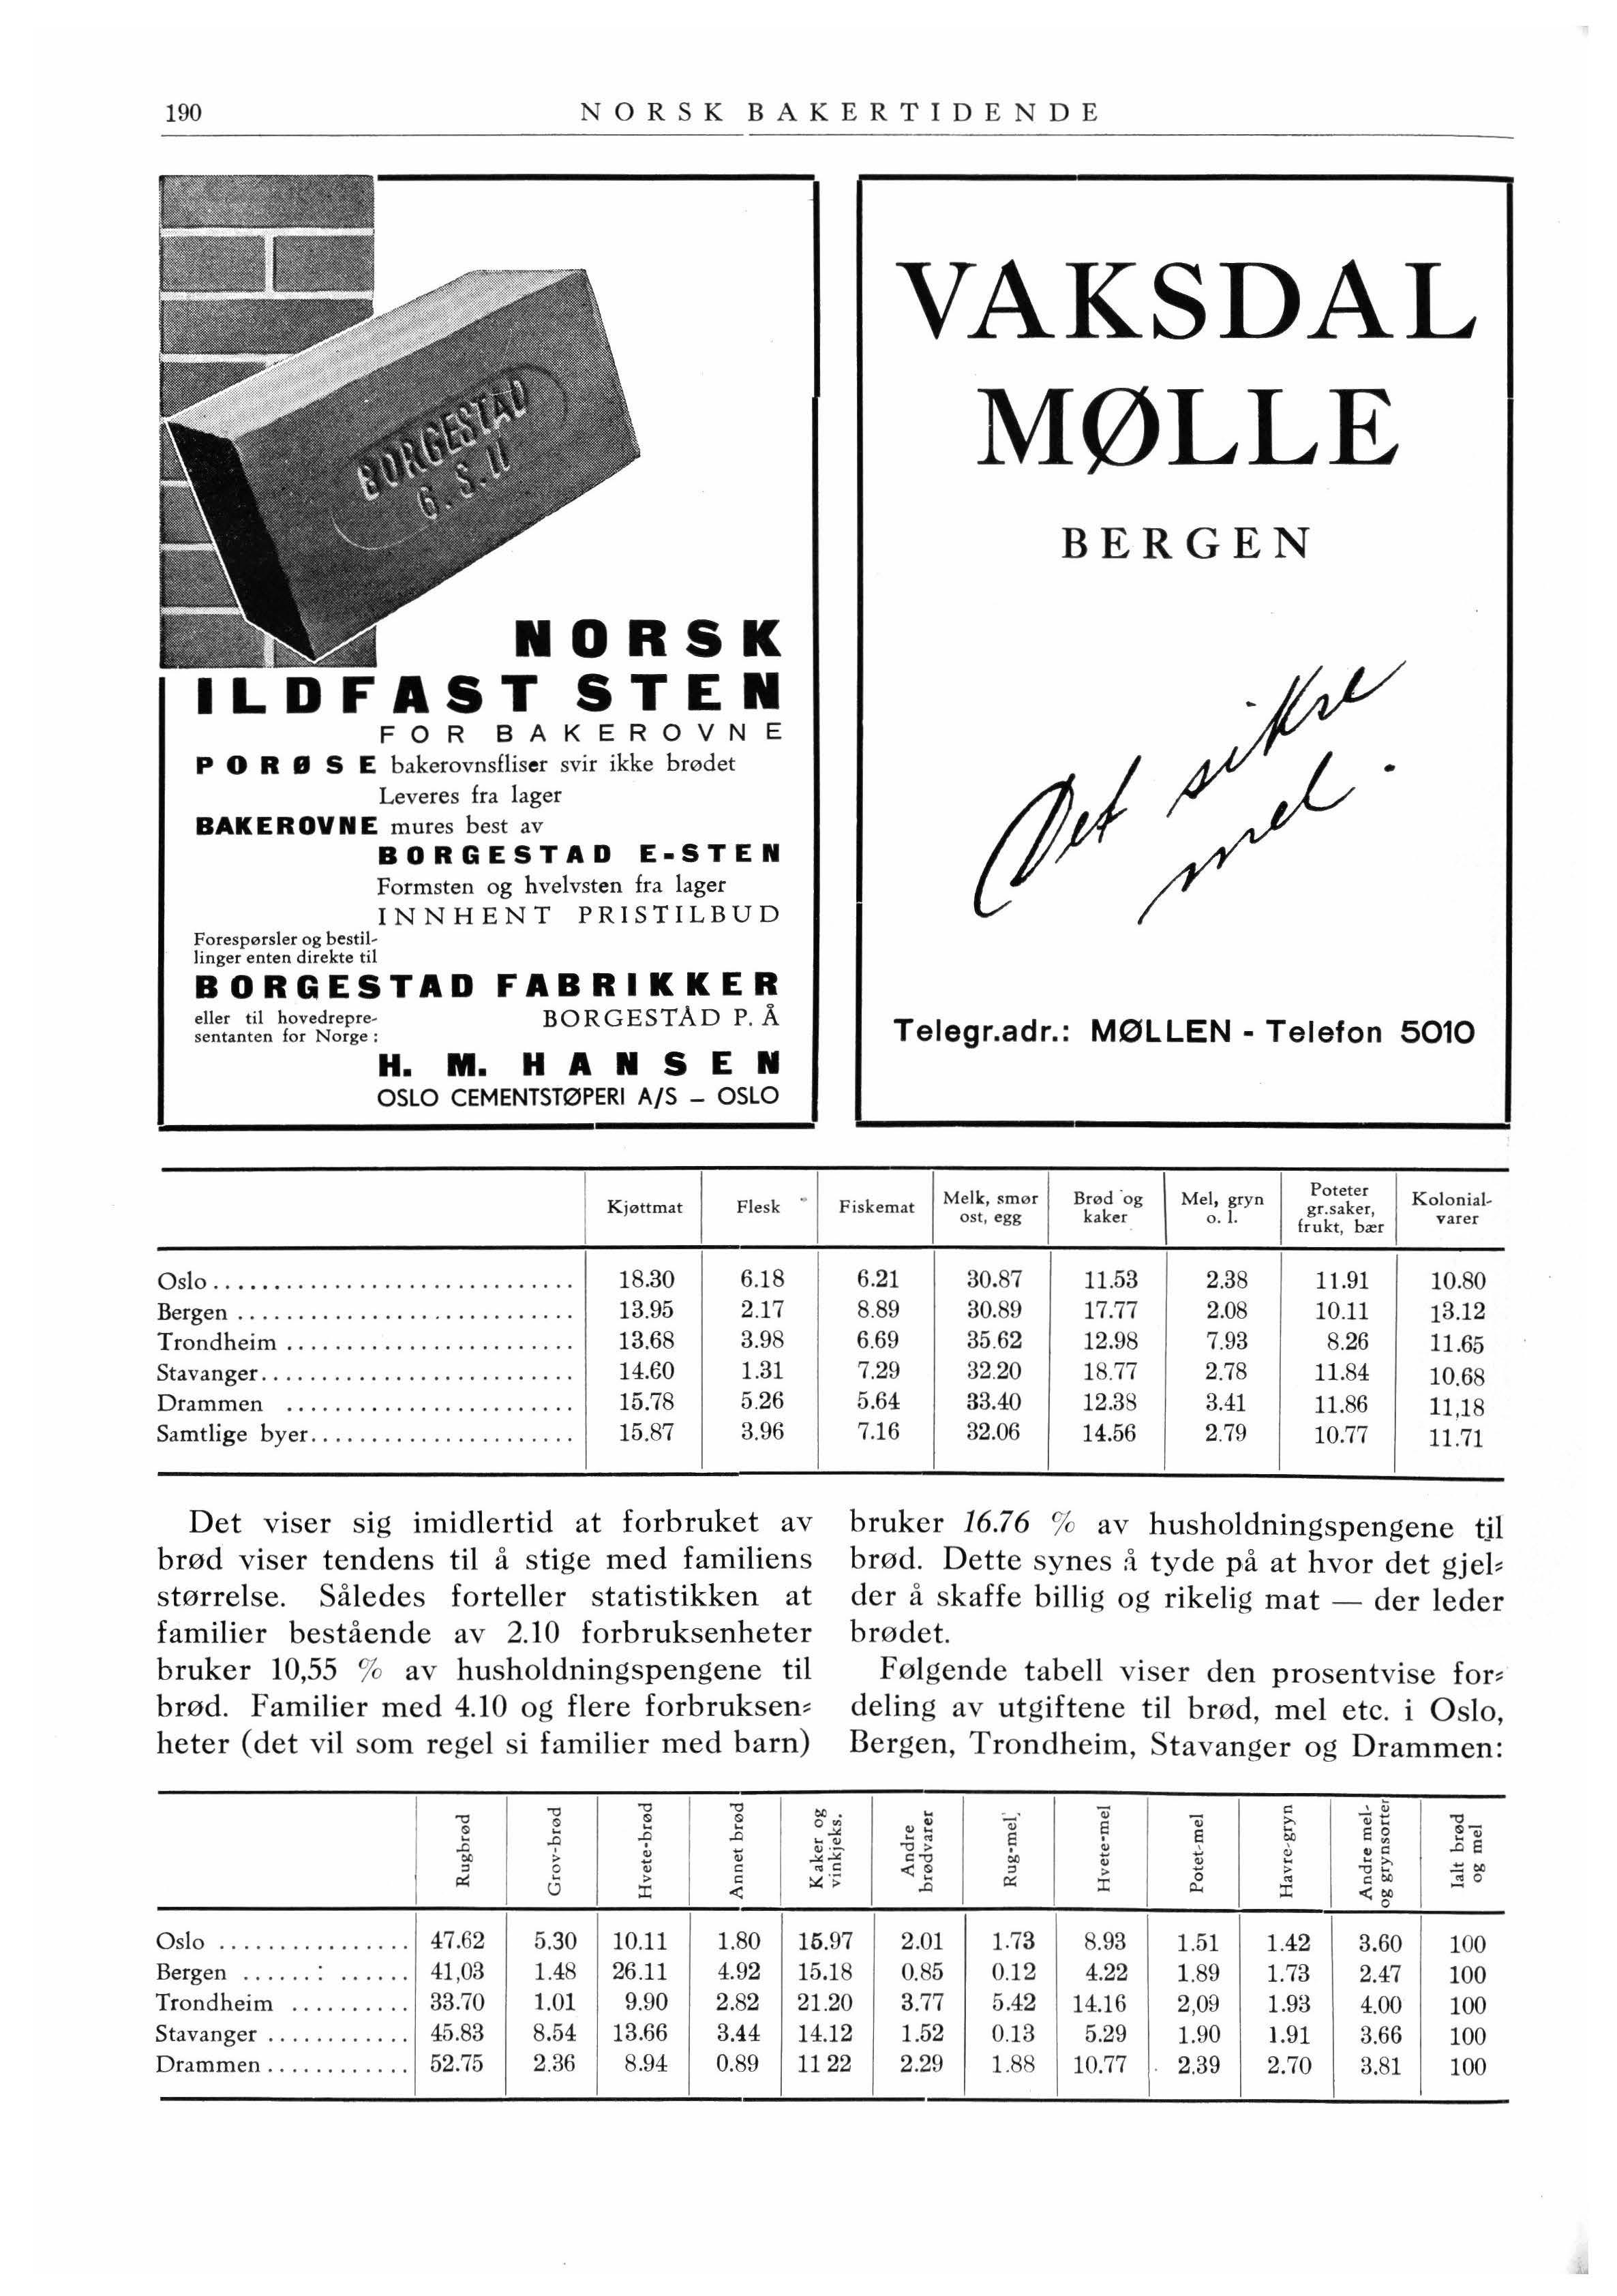 190
NORSK BAKERTIDENDE
BORGESTAD
G.S.U
NORSK
ILDFAST STEN
FOR BAKEROVNE
PORØSE bakerovnsfliser svir ikke brødet
Leveres fra lager
BAKEROVNE mures best av
BORGESTAD E-STEN
Formsten og hvelvsten fra lager
INNHENT PRISTILBUD
Forespørsler og bestil-
linger enten direkte til
BORGESTAD FABRIKKER
eller til hovedrepre-
sentanten for Norge :
BORGESTÅD P. Å
H. M. HANSEN
OSLO CEMENTSTØPERI A/S – OSLO
VAKSDAL
MØLLE
BERGEN
Det sikre
mel.
Telegr.adr.: MØLLEN - Telefon 5010
Kjøttmat Flesk Fiskemat Melk, smør ost, egg Brød og kaker Mel, gryn o. l. Poteter gr.saker, frukt, bær Kolonial-varer
Oslo 18.30 6.18 6.21 30.87 11.53 2.38 11.91 10.80
Bergen 13.95 2.17 8.89 30.89 17.77 2.08 10.11 13.12
Trondheim 13.68 3.98 6.69 35.62 12.98 7.93 8.26 11.65
Stavanger 14.60 1.31 7.29 32.20 18.77 2.78 11.84 10.68
Drammen 15.78 5.26 5.64 33.40 12.38 3.41 11.86 11,18
Samtlige byer 15.87 3.96 7.16 32.06 14.56 2.79 10.77 11.71
Det viser sig imidlertid at forbruket av
brød viser tendens til å stige med familiens
størrelse. Således forteller statistikken at
familier bestående av 2.10 forbruksenheter
bruker 10,55 % av husholdningspengene til
brød. Familier med 4.10 og flere forbruksen-
heter (det vil som regel si familier med barn)
bruker 16.76 % av husholdningspengene til
brød. Dette synes å tyde på at hvor det gjel-
der å skaffe billig og rikelig mat — der leder
brødet.
Følgende tabell viser den prosentvise for-
deling av utgiftene til brød, mel etc. i Oslo,
Bergen, Trondheim, Stavanger og Drammen:
Rugbrød Grov-brød Hvete-brød Annet brød Kaker og vinkjeks. Andre brødvarer Rug-mel Hvete-mel Potet-mel Havre-gryn Andre mel- og grynsorter Ialt brød og mel
Oslo 47.62 5.30 10.11 1.80 15.97 2.01 1.73 8.93 1.51 1.42 3.60 100
Bergen 41,03 1.48 26.11 4.92 15.18 0.85 0.12 4.22 1.89 1.73 2.47 100
Trondheim 33.70 1.01 9.90 2.82 21.20 3.77 5.42 14.16 2,09 1.93 4.00 100
Stavanger 45.83 8.54 13.66 3.44 14.12 1.52 0.13 5.29 1.90 1.91 3.66 100
Drammen 52.75 2.36 8.94 0.89 11 22 2.29 1.88 10.77 2.39 2.70 3.81 100